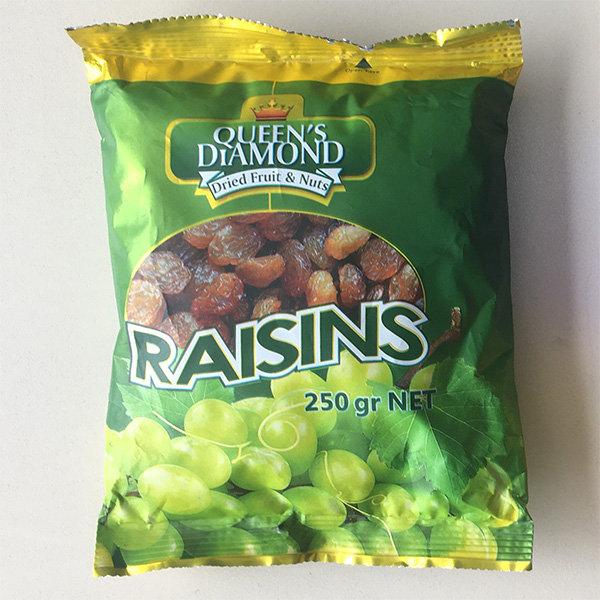 QUEEN'S
DiAMOND
Dried Fruit & Nuts
RAISINS
250 gr NET